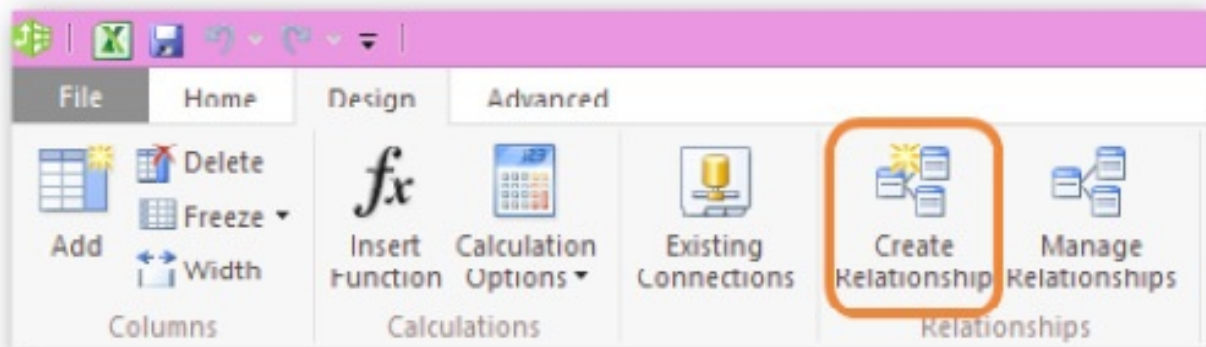 File Home Design Advanced
Delete
Freeze
Width
Add
Insert
Function
Calculation
Options
Existing
Connections
Create
Relationship
Manage
Relationships
Columns
Calculations
Relationships